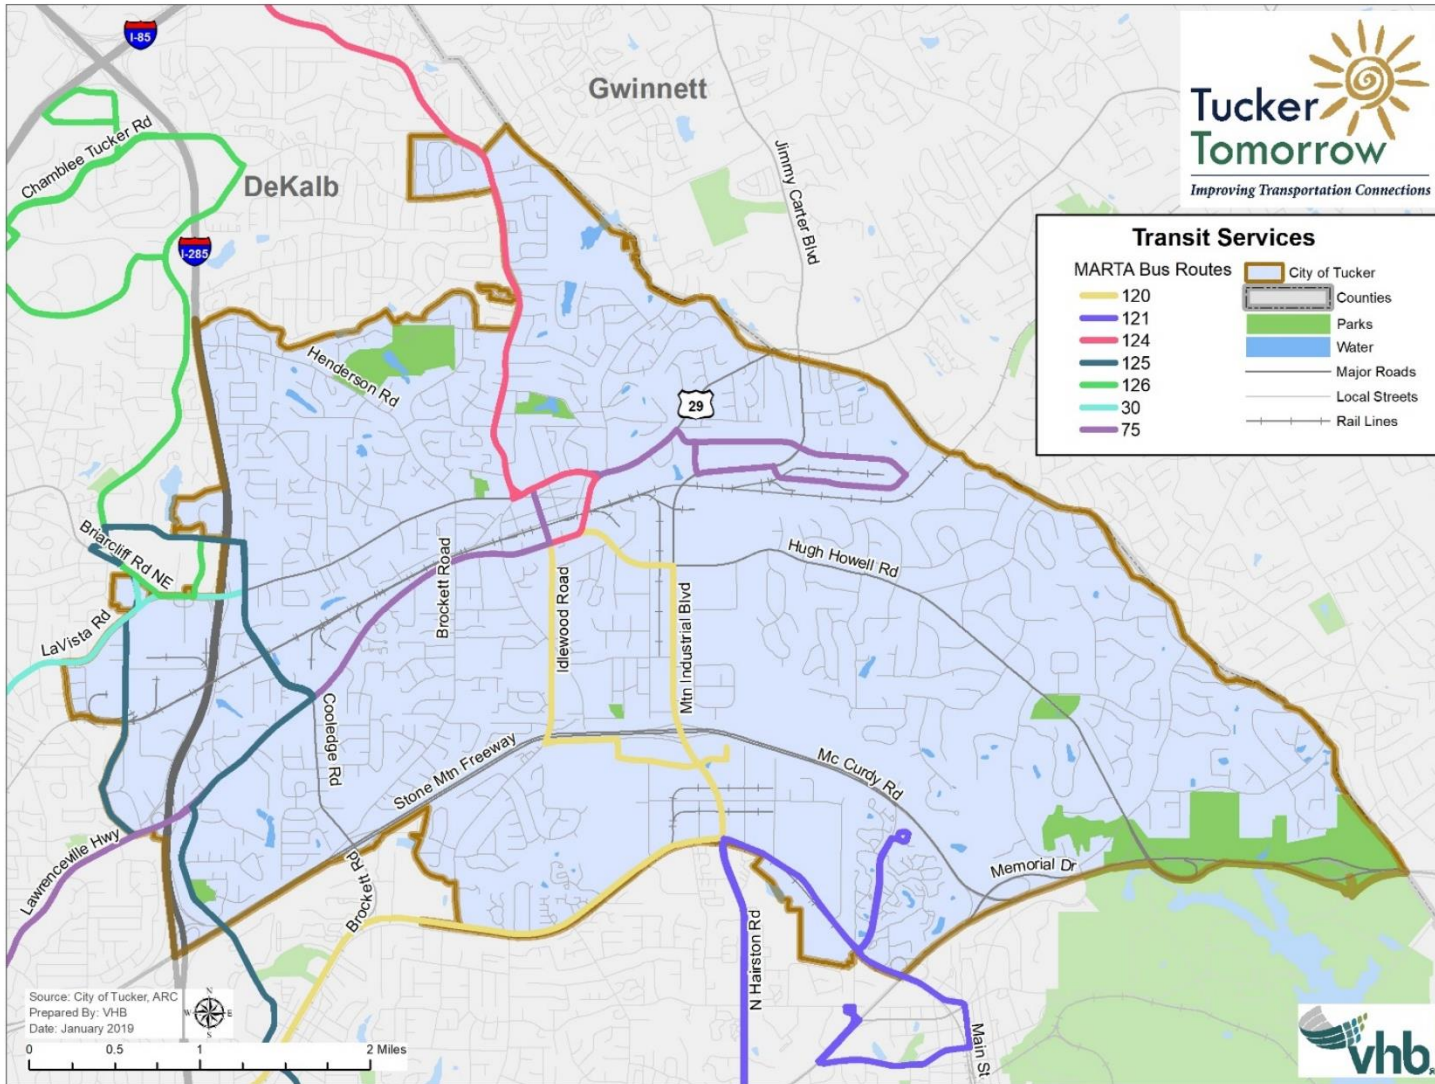 I-85
Gwinnett
Tucker
Tomorrow
Improving Transportation Connections
Chamblee Tucker Rd
DeKalb
Jimmy Carter Blvd
I-285
Transit Services
MARTA Bus Routes
120
121
124
125
126
30
75
City of Tucker
Counties
Parks
Water
Major Roads
Local Streets
Rail Lines
Henderson Rd
29
Briarcliff Rd NE
LaVista Rd
Brockett Road
Idlewood Road
Mtn Industrial Blvd
Hugh Howell Rd
Cooledge Rd
Stone Mtn Freeway
Mc Curdy Rd
Lawrenceville Hwy
Brockett Rd
Memorial Dr
N Hairston Rd
Main St
Source: City of Tucker, ARC
Prepared By: VHB
Date: January 2019
N
W
E
S
0 0.5 1 2 Miles
vhb